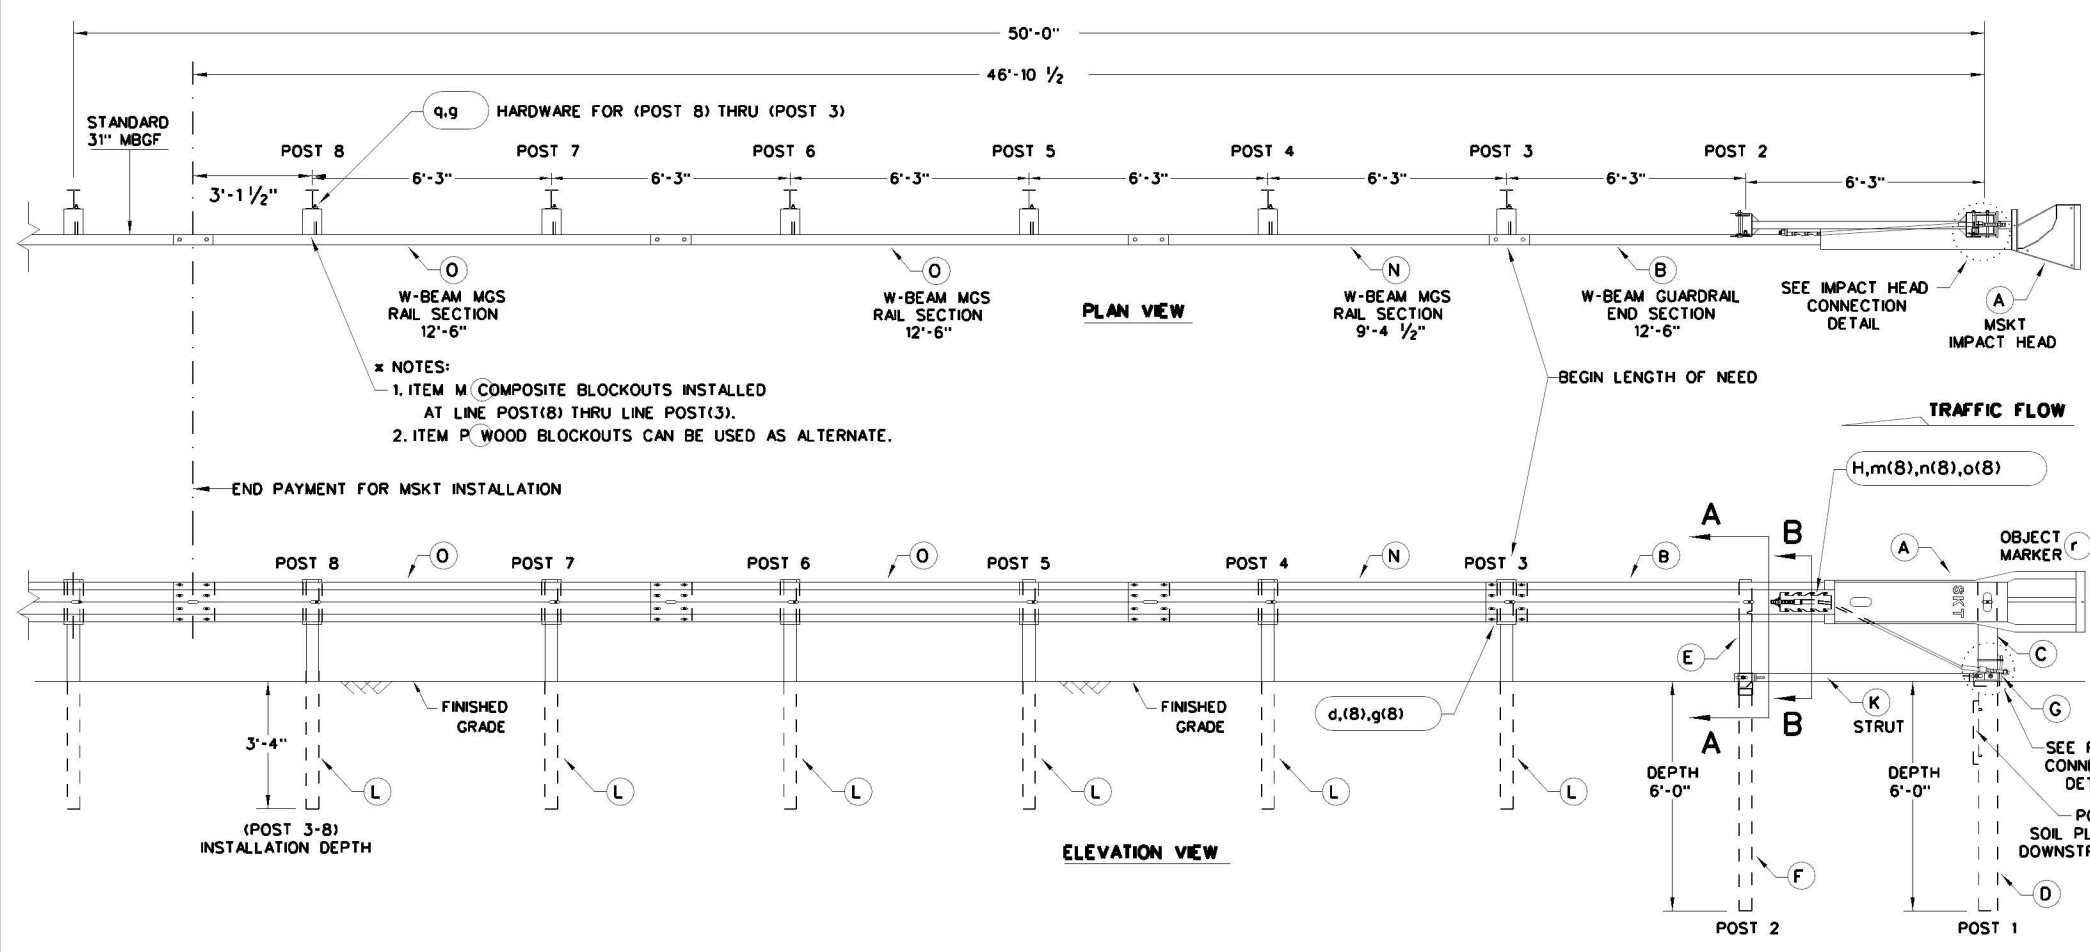 50'-0"
46'-10 ½
q,g HARDWARE FOR (POST 8) THRU (POST 3)
STANDARD
31" MBGF
POST 8
POST 7
POST 6
POST 5
POST 4
POST 3
POST 2
3'-1 ½"
6'-3"
6'-3"
6'-3"
6'-3"
6'-3"
6'-3"
6'-3"
O
W-BEAM MGS
RAIL SECTION
12'-6"
O
W-BEAM MGS
RAIL SECTION
12'-6"
PLAN VIEW
N
W-BEAM MGS
RAIL SECTION
9'-4 ½"
B
W-BEAM GUARDRAIL
END SECTION
12'-6"
SEE IMPACT HEAD
CONNECTION
DETAIL
A
MSKT
IMPACT HEAD
* NOTES:
1. ITEM M COMPOSITE BLOCKOUTS INSTALLED
AT LINE POST(8) THRU LINE POST(3).
2. ITEM P WOOD BLOCKOUTS CAN BE USED AS ALTERNATE.
BEGIN LENGTH OF NEED
TRAFFIC FLOW
END PAYMENT FOR MSKT INSTALLATION
H,m(8),n(8),o(8)
POST 8
O
POST 7
POST 6
O
POST 5
POST 4
N
POST 3
B
A
B
A
OBJECT
MARKER r
SKT
E
C
FINISHED
GRADE
FINISHED
GRADE
d,(8),g(8)
A
B
K
STRUT
G
SEE
CONN
DE
3'-4"
L
L
L
L
L
L
DEPTH
6'-0"
DEPTH
6'-0"
(POST 3-8)
INSTALLATION DEPTH
ELEVATION VIEW
SOIL
DOWNST
F
D
POST 2
POST 1